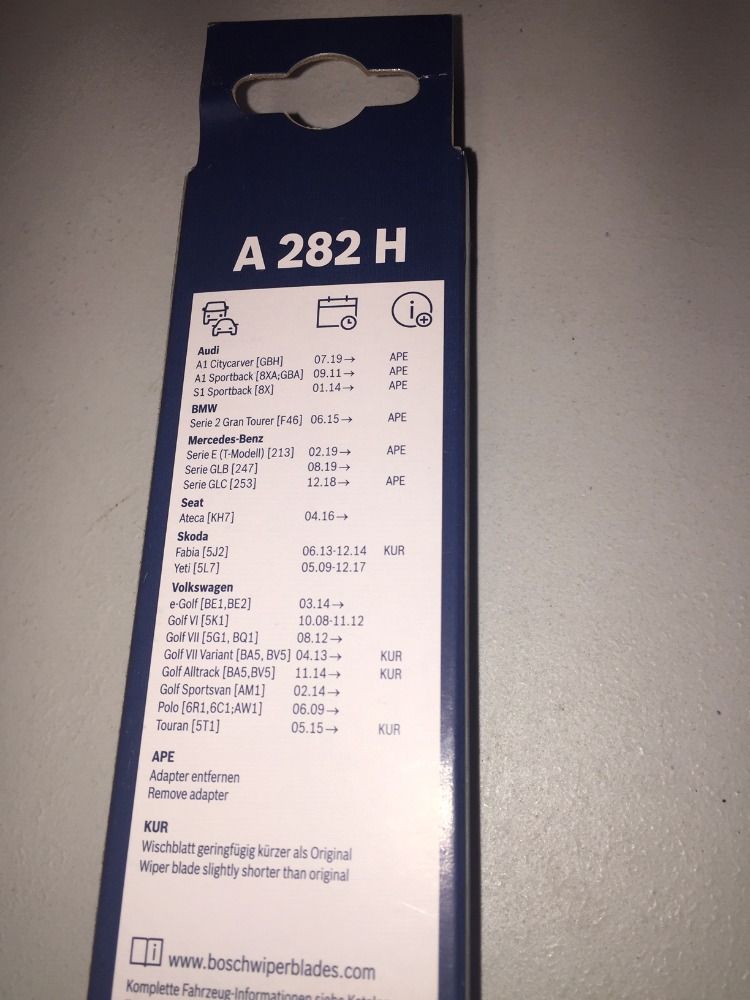 A 282 H
Audi
A1 Citycarver [GBH] 07.19→ APE
A1 Sportback [8XA;GBA] 09.11→ APE
S1 Sportback [8X] 01.14→ APE
BMW
Serie 2 Gran Tourer [F46] 06.15→ APE
Mercedes-Benz
Serie E (T-Modell) [213] 02.19→ APE
Serie GLB [247] 08.19→
Serie GLC [253] 12.18→ APE
Seat
Ateca [KH7] 04.16→
Skoda
Fabia [5J2] 06.13-12.14 KUR
Yeti [5L7] 05.09-12.17
Volkswagen
e-Golf [BE1,BE2] 03.14→
Golf VI [5K1] 10.08-11.12
Golf VII [5G1, BQ1] 08.12→
Golf VII Variant [BA5, BV5] 04.13→ KUR
Golf Alltrack [BA5,BV5] 11.14→ KUR
Golf Sportsvan [AM1] 02.14→
Polo [6R1,6C1;AW1] 06.09→
Touran [5T1] 05.15→ KUR
APE
Adapter entfernen
Remove adapter
KUR
Wischblatt geringfügig kürzer als Original
Wiper blade slightly shorter than original
www.boschwiperblades.com
Komplette Fahrzeug-Informationen siehe